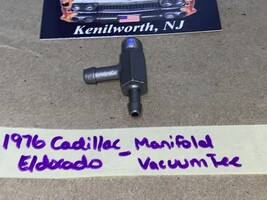 Kenilworth, NJ
1976 Cadillac - Manifold
Eldorado Vacuum Tee